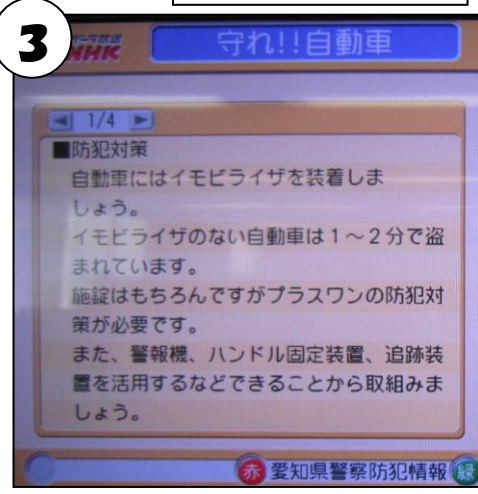 3
データ放送
NHK
守れ!!自動車
◀ 1/4 ▶
■防犯対策
自動車にはイモビライザを装着しま
しょう。
イモビライザのない自動車は1～2分で盗
まれています。
施錠はもちろんですがプラスワンの防犯対
策が必要です。
また、警報機、ハンドル固定装置、追跡装
置を活用するなどできることから取組みま
しょう。
赤 愛知県警察防犯情報 緑